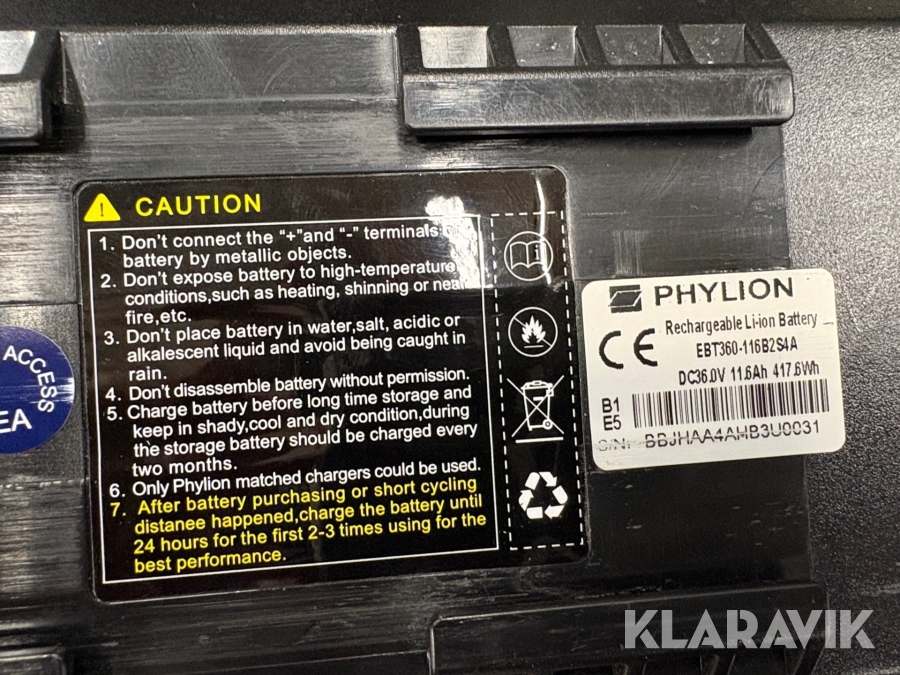 CAUTION
1. Don't connect the "+"and "-" terminals
battery by metallic objects.
2. Don't expose battery to high-temperature
conditions,such as heating, shinning or near
fire,etc.
3. Don't place battery in water,salt, acidic or
alkalescent liquid and avoid being caught in
rain.
4. Don't disassemble battery without permission.
5. Charge battery before long time storage and
keep in shady,cool and dry condition,during
the storage battery should be charged every
two months.
6. Only Phylion matched chargers could be used.
7. After battery purchasing or short cycling
distanee happened,charge the battery until
24 hours for the first 2-3 times using for the
best performance.
ACCESS
EA
PHYLION
CE
Rechargeable Li-ion Battery
EBT360-116B2S4A
DC36.0V 11.6Ah 417.6Wh
B1
E5
S/N: BBJHAA4AHB3U0031
KLARAVIK